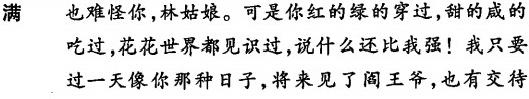 满 也难怪你,林姑娘。可是你红的绿的穿过,甜的咸的
吃过,花花世界都见识过,说什么还比我强！我只要
过一天像你那种日子,将来见了阎王爷,也有交待